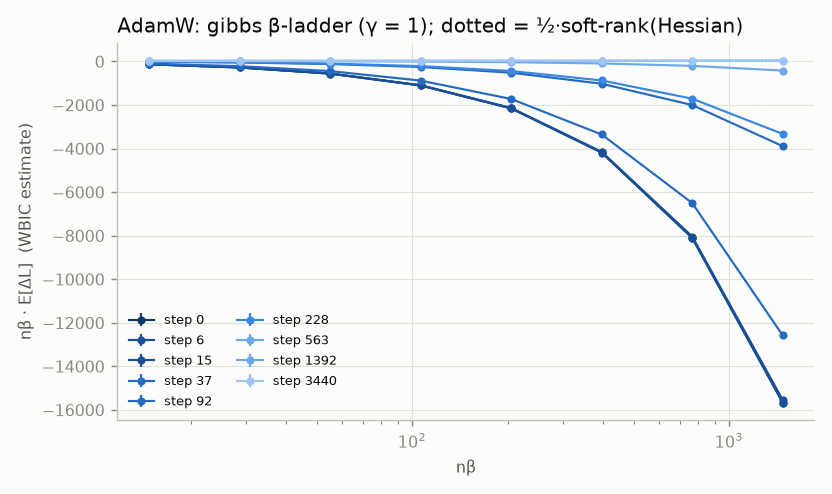 AdamW: gibbs β-ladder (γ = 1); dotted = ½·soft-rank(Hessian)
nβ · E[ΔL]  (WBIC estimate)
0
−2000
−4000
−6000
−8000
−10000
−12000
−14000
−16000
step 0
step 6
step 15
step 37
step 92
step 228
step 563
step 1392
step 3440
10²
10³
nβ